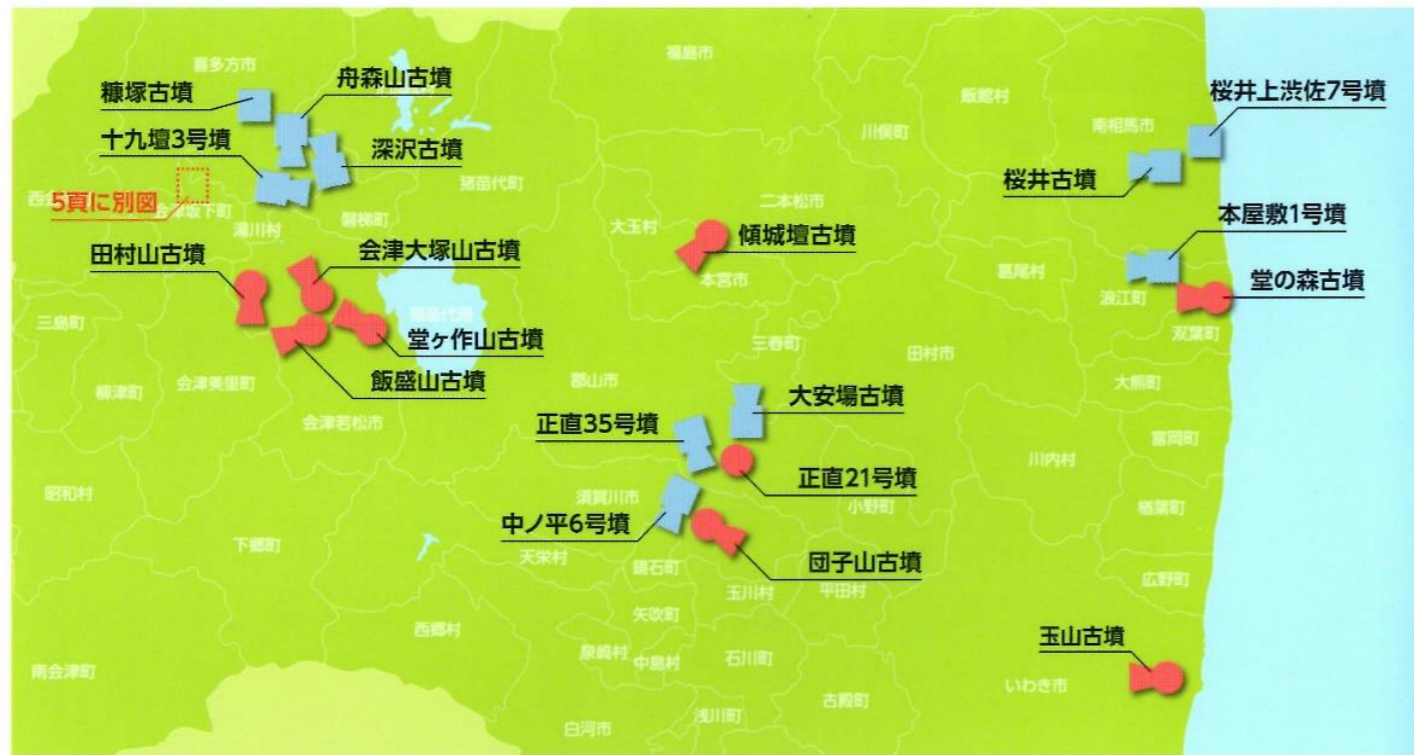 福島市
喜多方市
舟森山古墳
糠塚古墳
桜井上渋佐7号墳
飯舘村
南相馬市
川俣町
十九壇3号墳
深沢古墳
桜井古墳
猪苗代町
5頁に別図
会津坂下町
二本松市
磐梯町
湯川村
大玉村
本屋敷1号墳
傾城壇古墳
田村山古墳
会津大塚山古墳
葛尾村
本宮市
浪江町
堂の森古墳
猪苗代湖
三島町
双葉町
堂ヶ作山古墳
三春町
田村市
飯盛山古墳
郡山市
柳津町
会津美里町
大熊町
大安場古墳
会津若松市
正直35号墳
富岡町
川内村
正直21号墳
昭和村
須賀川市
小野町
楢葉町
中ノ平6号墳
下郷町
天栄村
団子山古墳
鏡石町
広野町
玉川村
平田村
矢吹町
西郷村
玉山古墳
泉崎村
中島村
石川町
南会津町
いわき市
古殿町
浅川町
白河市